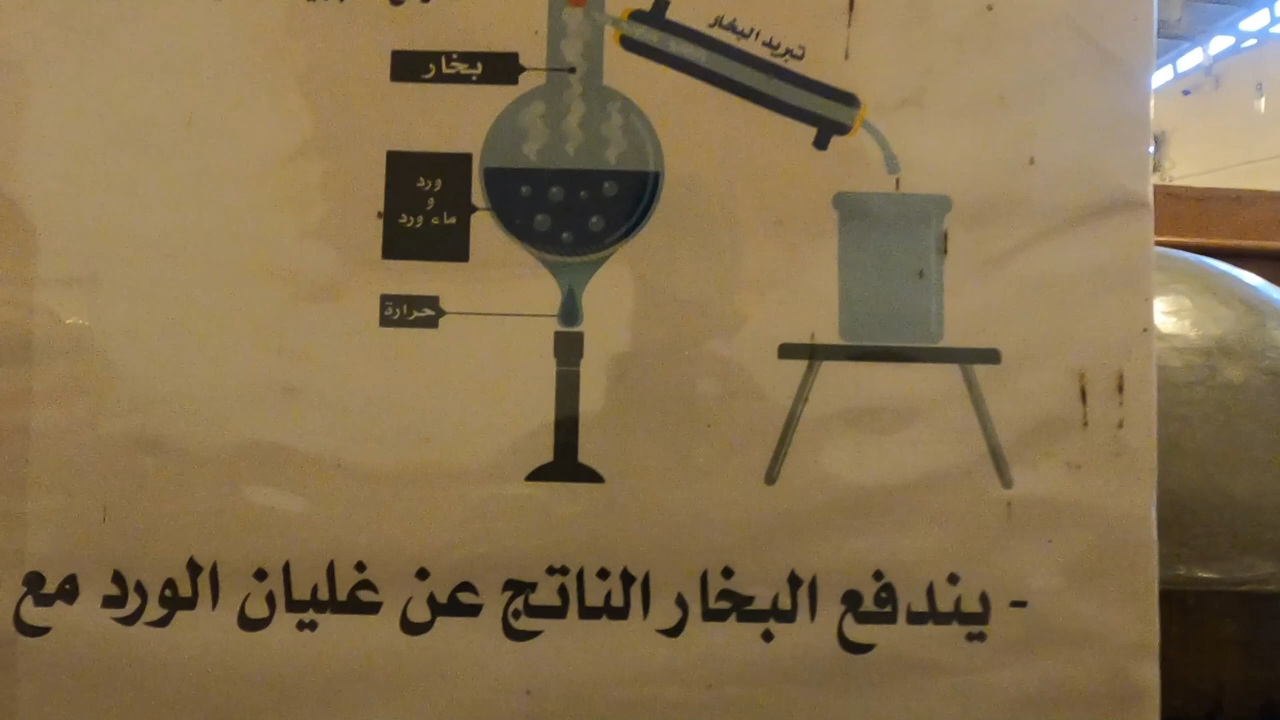 تبريد البخار
بخار
ورد
و
ماء ورد
حرارة
- يندفع البخار الناتج عن غليان الورد مع